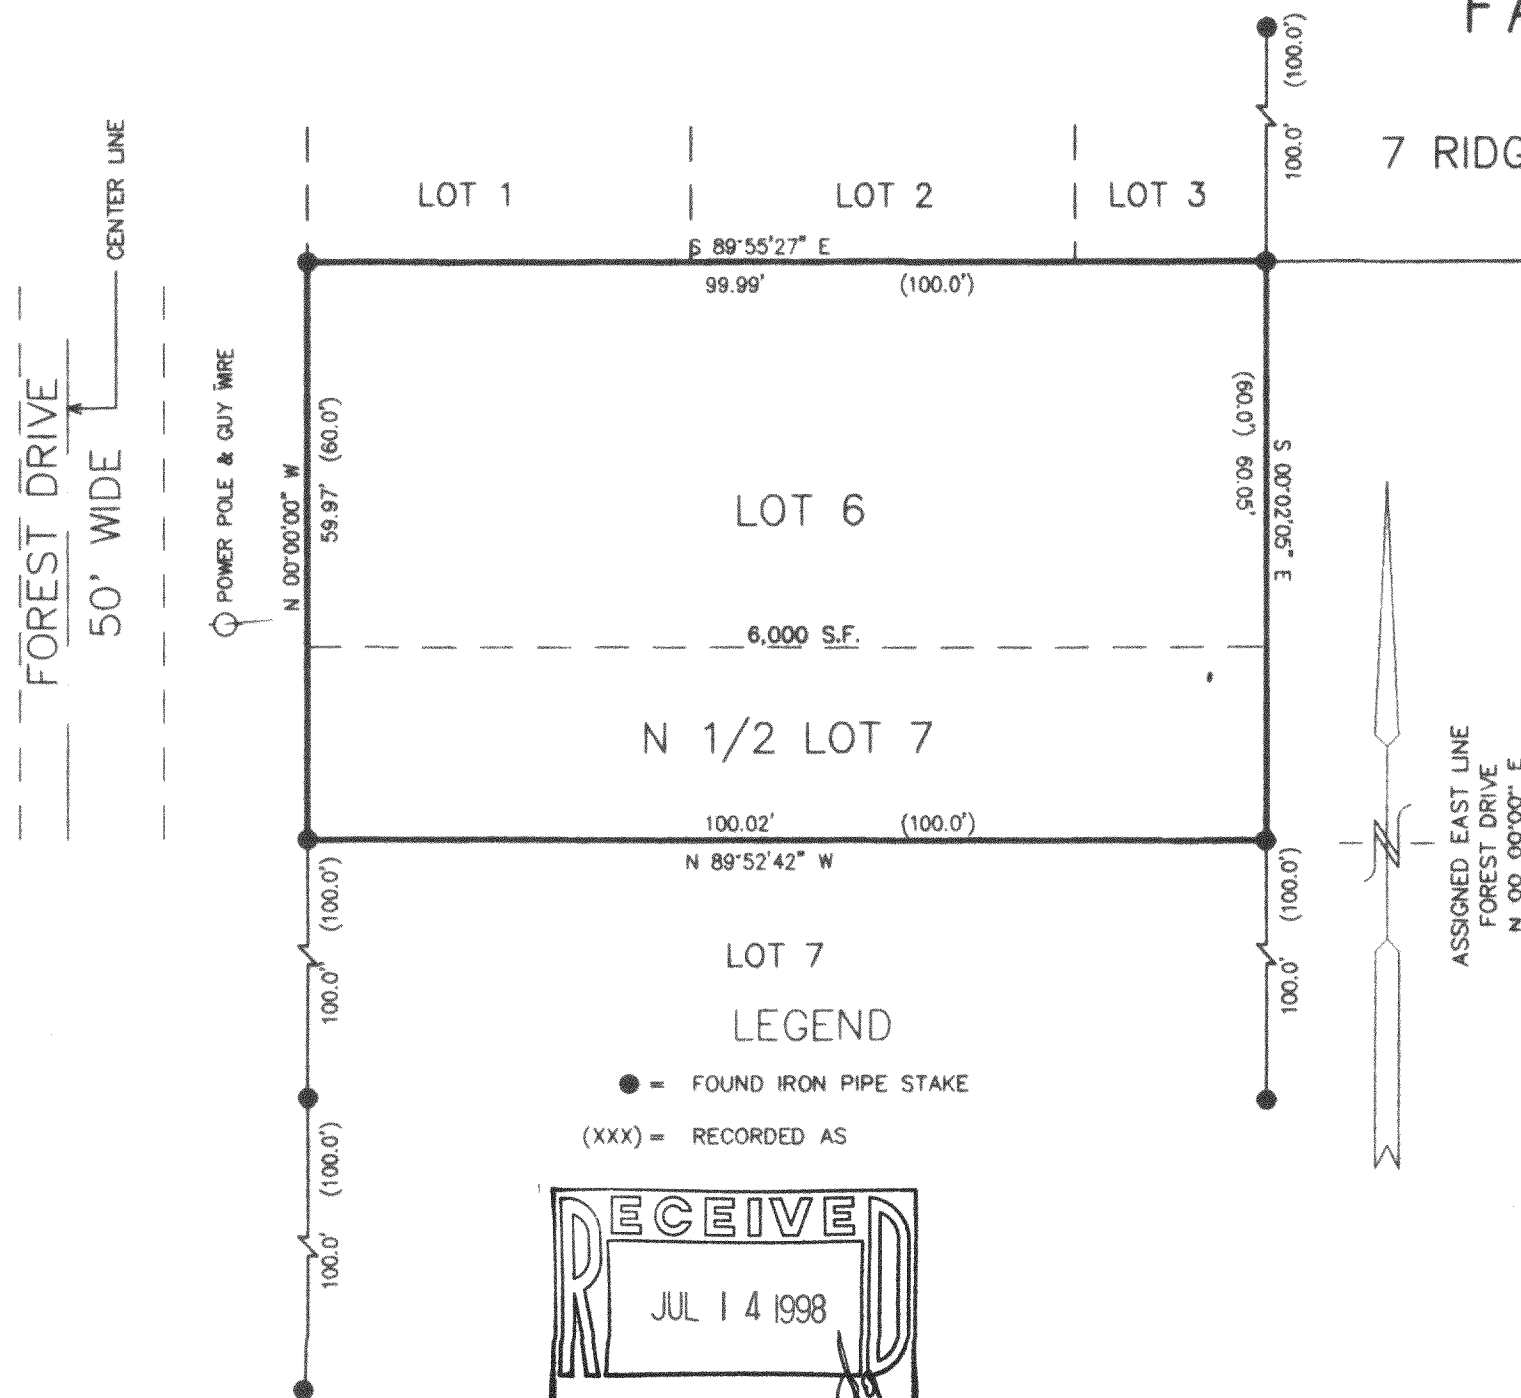 FA
(100.0')
100.0'
7 RIDG
CENTER LINE
LOT 1
LOT 2
LOT 3
S 89°55'27" E
99.99' (100.0')
FOREST DRIVE
50' WIDE
POWER POLE & GUY WIRE
N 00°00'00" W
59.97' (60.0')
(60.0') 60.05'
S 00°02'05" E
LOT 6
6,000 S.F.
N 1/2 LOT 7
100.02' (100.0')
N 89°52'42" W
ASSIGNED EAST LINE
FOREST DRIVE
N 00 00'00" E
N
100.0' (100.0')
100.0' (100.0')
LOT 7
LEGEND
= FOUND IRON PIPE STAKE
(XXX) = RECORDED AS
100.0' (100.0')
RECEIVED
JUL 14 1998